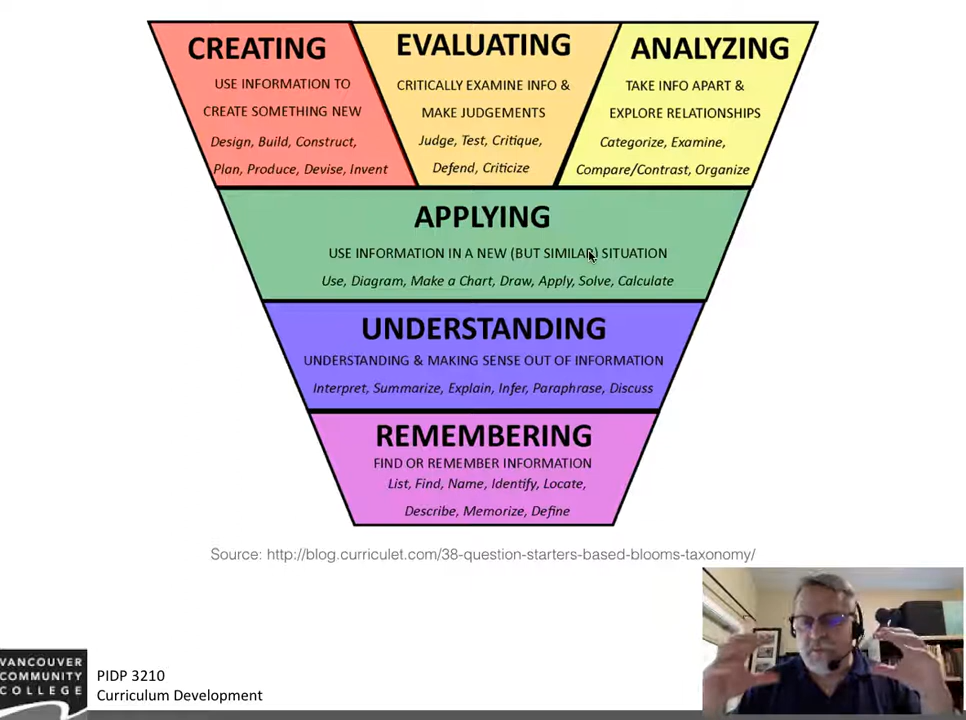 CREATING
USE INFORMATION TO
CREATE SOMETHING NEW
Design, Build, Construct,
Plan, Produce, Devise, Invent
EVALUATING
CRITICALLY EXAMINE INFO &
MAKE JUDGEMENTS
Judge, Test, Critique,
Defend, Criticize
ANALYZING
TAKE INFO APART &
EXPLORE RELATIONSHIPS
Categorize, Examine,
Compare/Contrast, Organize
APPLYING
USE INFORMATION IN A NEW (BUT SIMILAR) SITUATION
Use, Diagram, Make a Chart, Draw, Apply, Solve, Calculate
UNDERSTANDING
UNDERSTANDING & MAKING SENSE OUT OF INFORMATION
Interpret, Summarize, Explain, Infer, Paraphrase, Discuss
REMEMBERING
FIND OR REMEMBER INFORMATION
List, Find, Name, Identify, Locate,
Describe, Memorize, Define
Source: http://blog.curriculet.com/38-question-starters-based-blooms-taxonomy/
VANCOUVER
COMMUNITY
COLLEGE
PIDP 3210
Curriculum Development